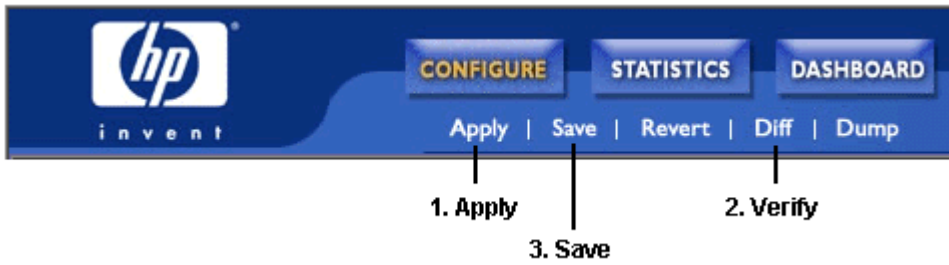 hp
invent
CONFIGURE STATISTICS DASHBOARD
Apply | Save | Revert | Diff | Dump
1. Apply
2. Verify
3. Save